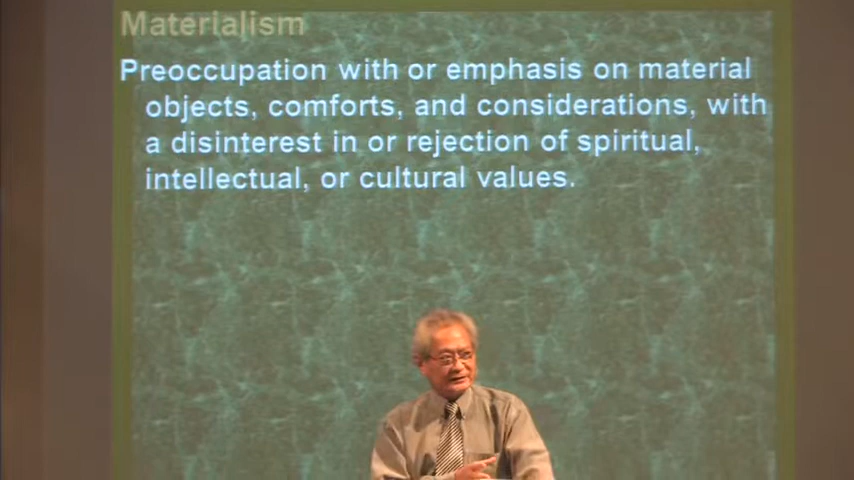 Materialism
Preoccupation with or emphasis on material
objects, comforts, and considerations, with
a disinterest in or rejection of spiritual,
intellectual, or cultural values.